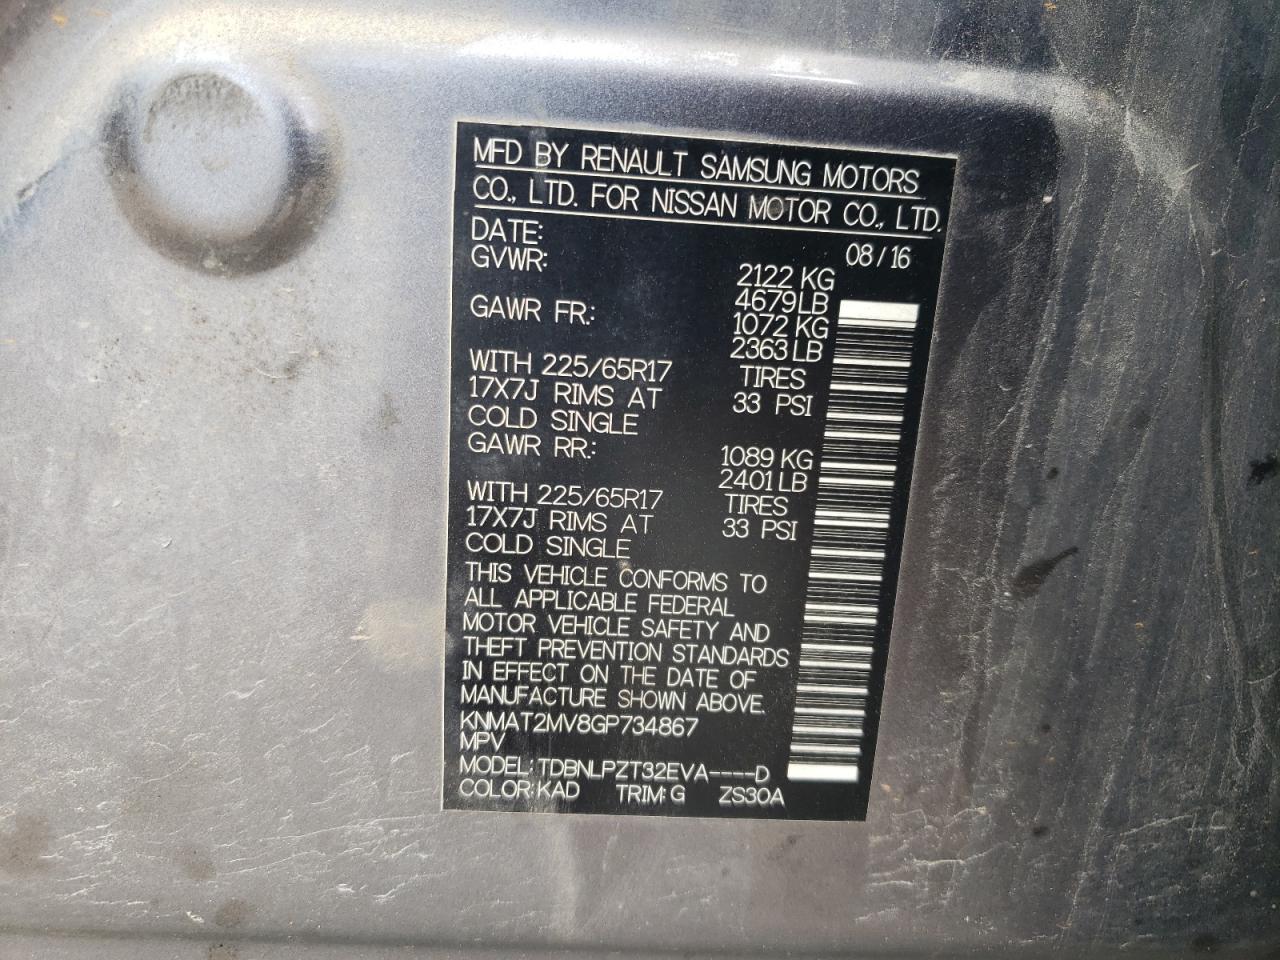 MFD BY RENAULT SAMSUNG MOTORS
CO., LTD. FOR NISSAN MOTOR CO., LTD.
DATE: 08/16
GVWR: 2122 KG
4679 LB
GAWR FR.: 1072 KG
2363 LB
WITH 225/65R17 TIRES
17X7J RIMS AT 33 PSI
COLD SINGLE
GAWR RR.: 1089 KG
2401 LB
WITH 225/65R17 TIRES
17X7J RIMS AT 33 PSI
COLD SINGLE
THIS VEHICLE CONFORMS TO
ALL APPLICABLE FEDERAL
MOTOR VEHICLE SAFETY AND
THEFT PREVENTION STANDARDS
IN EFFECT ON THE DATE OF
MANUFACTURE SHOWN ABOVE.
KNMAT2MV8GP734867
MPV
MODEL: TDBNLPZT32EVA----D
COLOR: KAD TRIM: G ZS30A